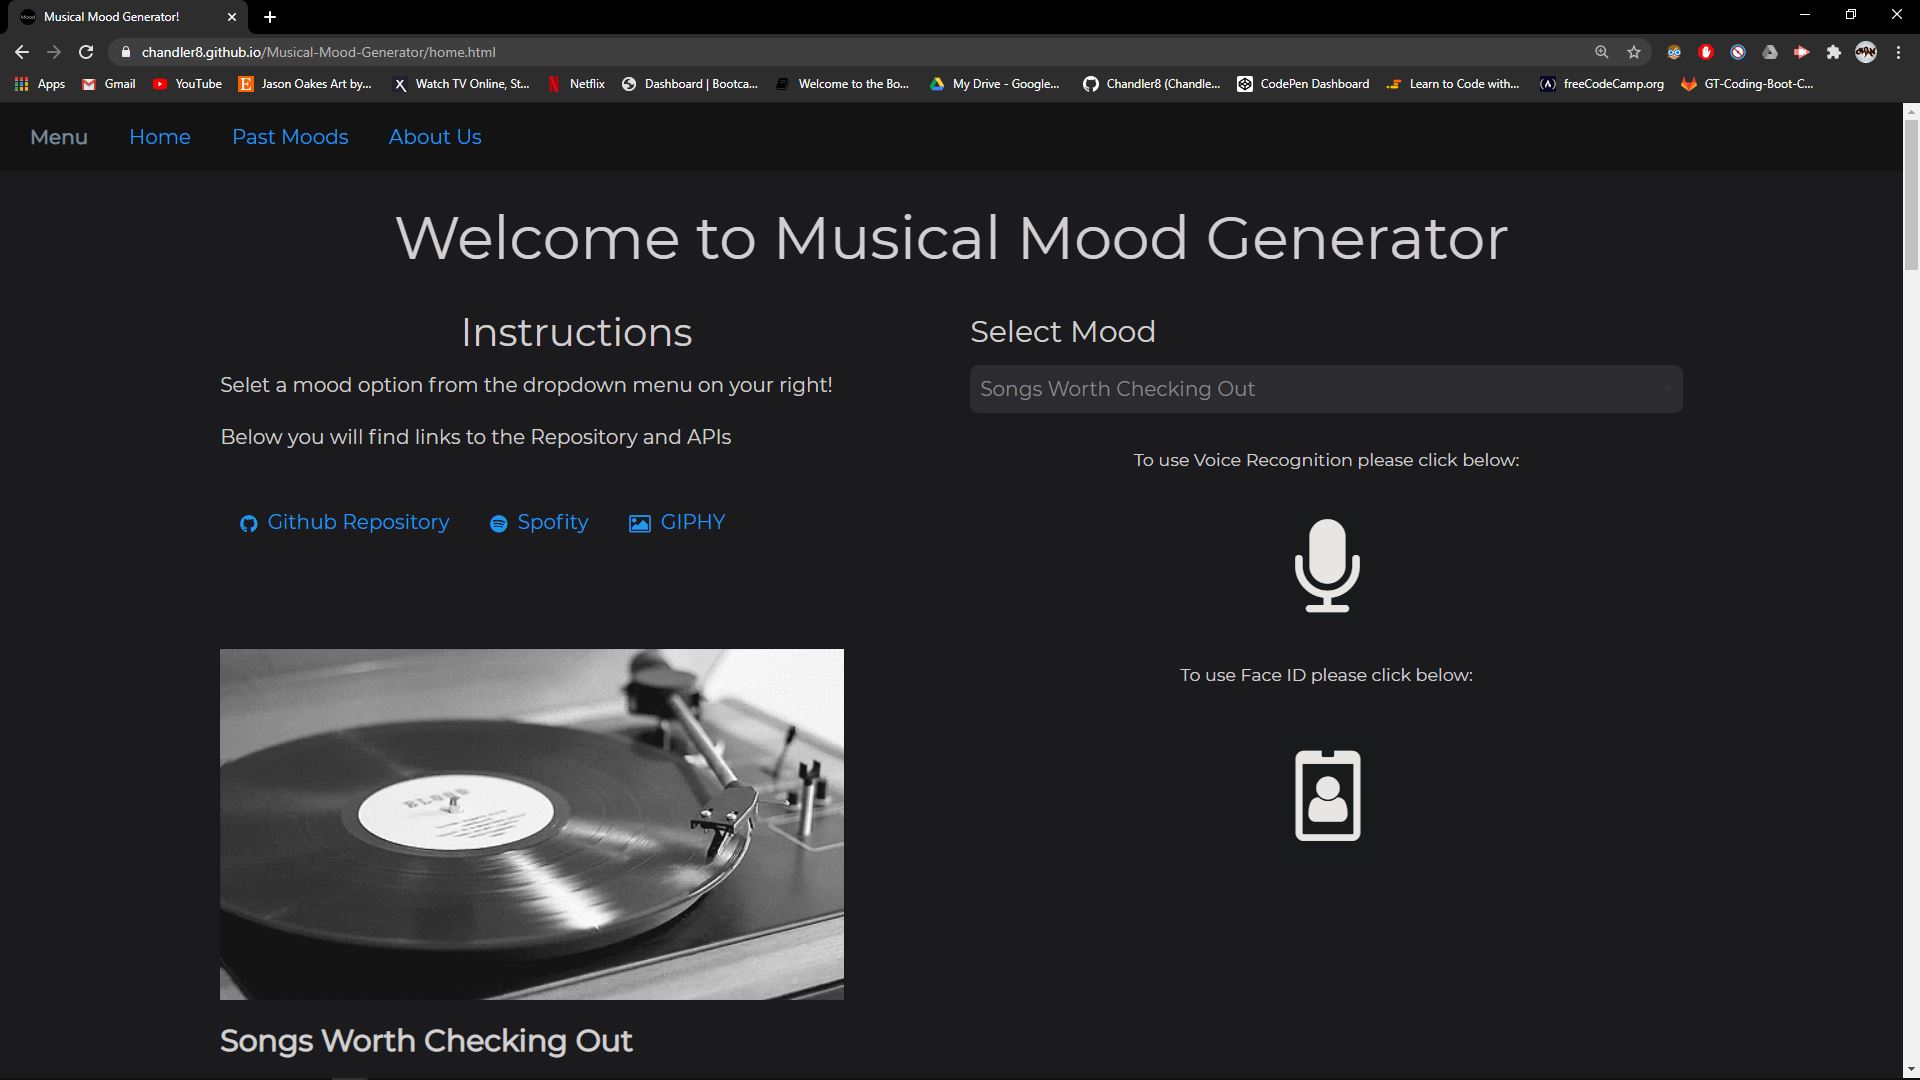 Musical Mood Generator!
chandler8.github.io/Musical-Mood-Generator/home.html
Apps Gmail YouTube Jason Oakes Art by... Watch TV Online, St... Netflix Dashboard | Bootca... Welcome to the Bo... My Drive - Google... Chandler8 (Chandle... CodePen Dashboard Learn to Code with... freeCodeCamp.org GT-Coding-Boot-C...
Menu Home Past Moods About Us
Welcome to Musical Mood Generator
Instructions
Selet a mood option from the dropdown menu on your right!
Below you will find links to the Repository and APIs
Github Repository Spofity GIPHY
Select Mood
Songs Worth Checking Out
To use Voice Recognition please click below:
To use Face ID please click below:
Songs Worth Checking Out